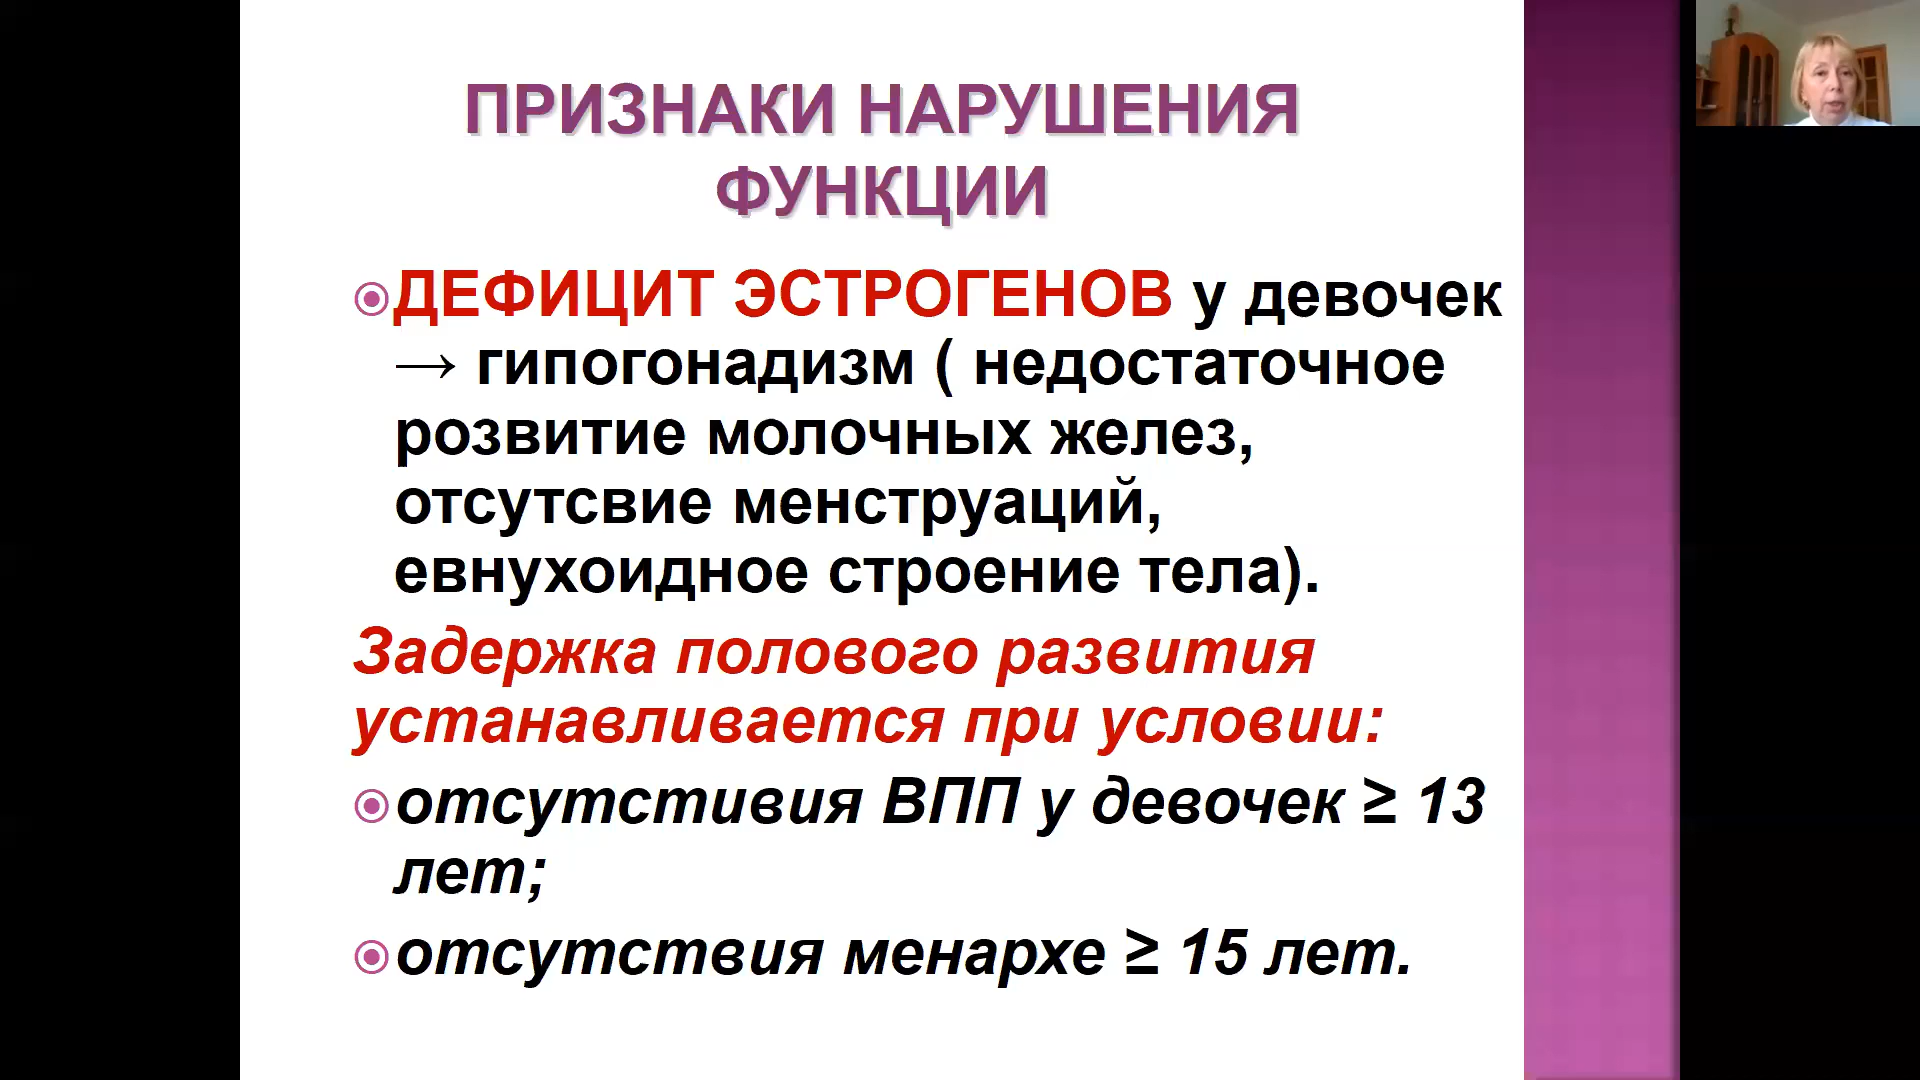 ПРИЗНАКИ НАРУШЕНИЯ
ФУНКЦИИ
ДЕФИЦИТ ЭСТРОГЕНОВ у девочек
→ гипогонадизм ( недостаточное
розвитие молочных желез,
отсутсвие менструаций,
евнухоидное строение тела).
Задержка полового развития
устанавливается при условии:
отсутстивия ВПП у девочек ≥ 13
лет;
отсутствия менархе ≥ 15 лет.